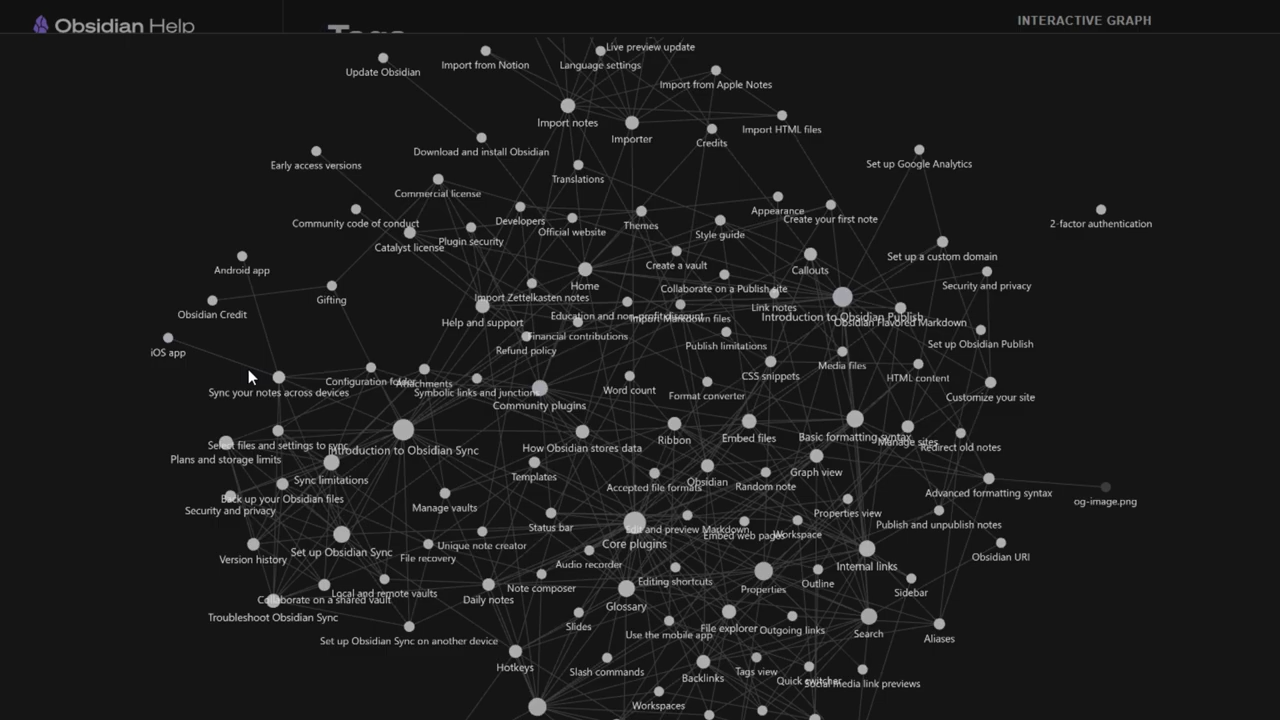 Obsidian Help
INTERACTIVE GRAPH
Live preview update
Import from Notion
Language settings
Update Obsidian
Import from Apple Notes
Import notes
Importer
Import HTML files
Credits
Download and install Obsidian
Early access versions
Set up Google Analytics
Translations
Commercial license
Appearance
Create your first note
Community code of conduct
Developers
Official website
Themes
Style guide
2-factor authentication
Plugin security
Catalyst license
Set up a custom domain
Create a vault
Android app
Callouts
Home
Collaborate on a Publish site
Security and privacy
Gifting
Import Zettelkasten notes
Link notes
Obsidian Credit
Education and non-profit discount
Import Markdown files
Introduction to Obsidian Publish
Help and support
Obsidian Flavored Markdown
Financial contributions
Set up Obsidian Publish
Refund policy
Publish limitations
iOS app
Media files
CSS snippets
HTML content
Configuration folder
Attachments
Sync your notes across devices
Symbolic links and junctions
Word count
Format converter
Customize your site
Community plugins
Ribbon
Embed files
Basic formatting syntax
Manage sites
Select files and settings to sync
Introduction to Obsidian Sync
How Obsidian stores data
Redirect old notes
Plans and storage limits
Graph view
Sync limitations
Templates
Accepted file formats
Obsidian
Random note
Advanced formatting syntax
Back up your Obsidian files
og-image.png
Security and privacy
Manage vaults
Properties view
Status bar
Edit and preview Markdown
Embed web pages
Workspace
Publish and unpublish notes
Core plugins
Unique note creator
Set up Obsidian Sync
Version history
File recovery
Audio recorder
Internal links
Obsidian URI
Editing shortcuts
Note composer
Properties
Outline
Sidebar
Local and remote vaults
Collaborate on a shared vault
Daily notes
Glossary
Troubleshoot Obsidian Sync
Slides
Use the mobile app
File explorer
Outgoing links
Search
Aliases
Set up Obsidian Sync on another device
Hotkeys
Slash commands
Backlinks
Tags view
Quick switcher
Social media link previews
Workspaces